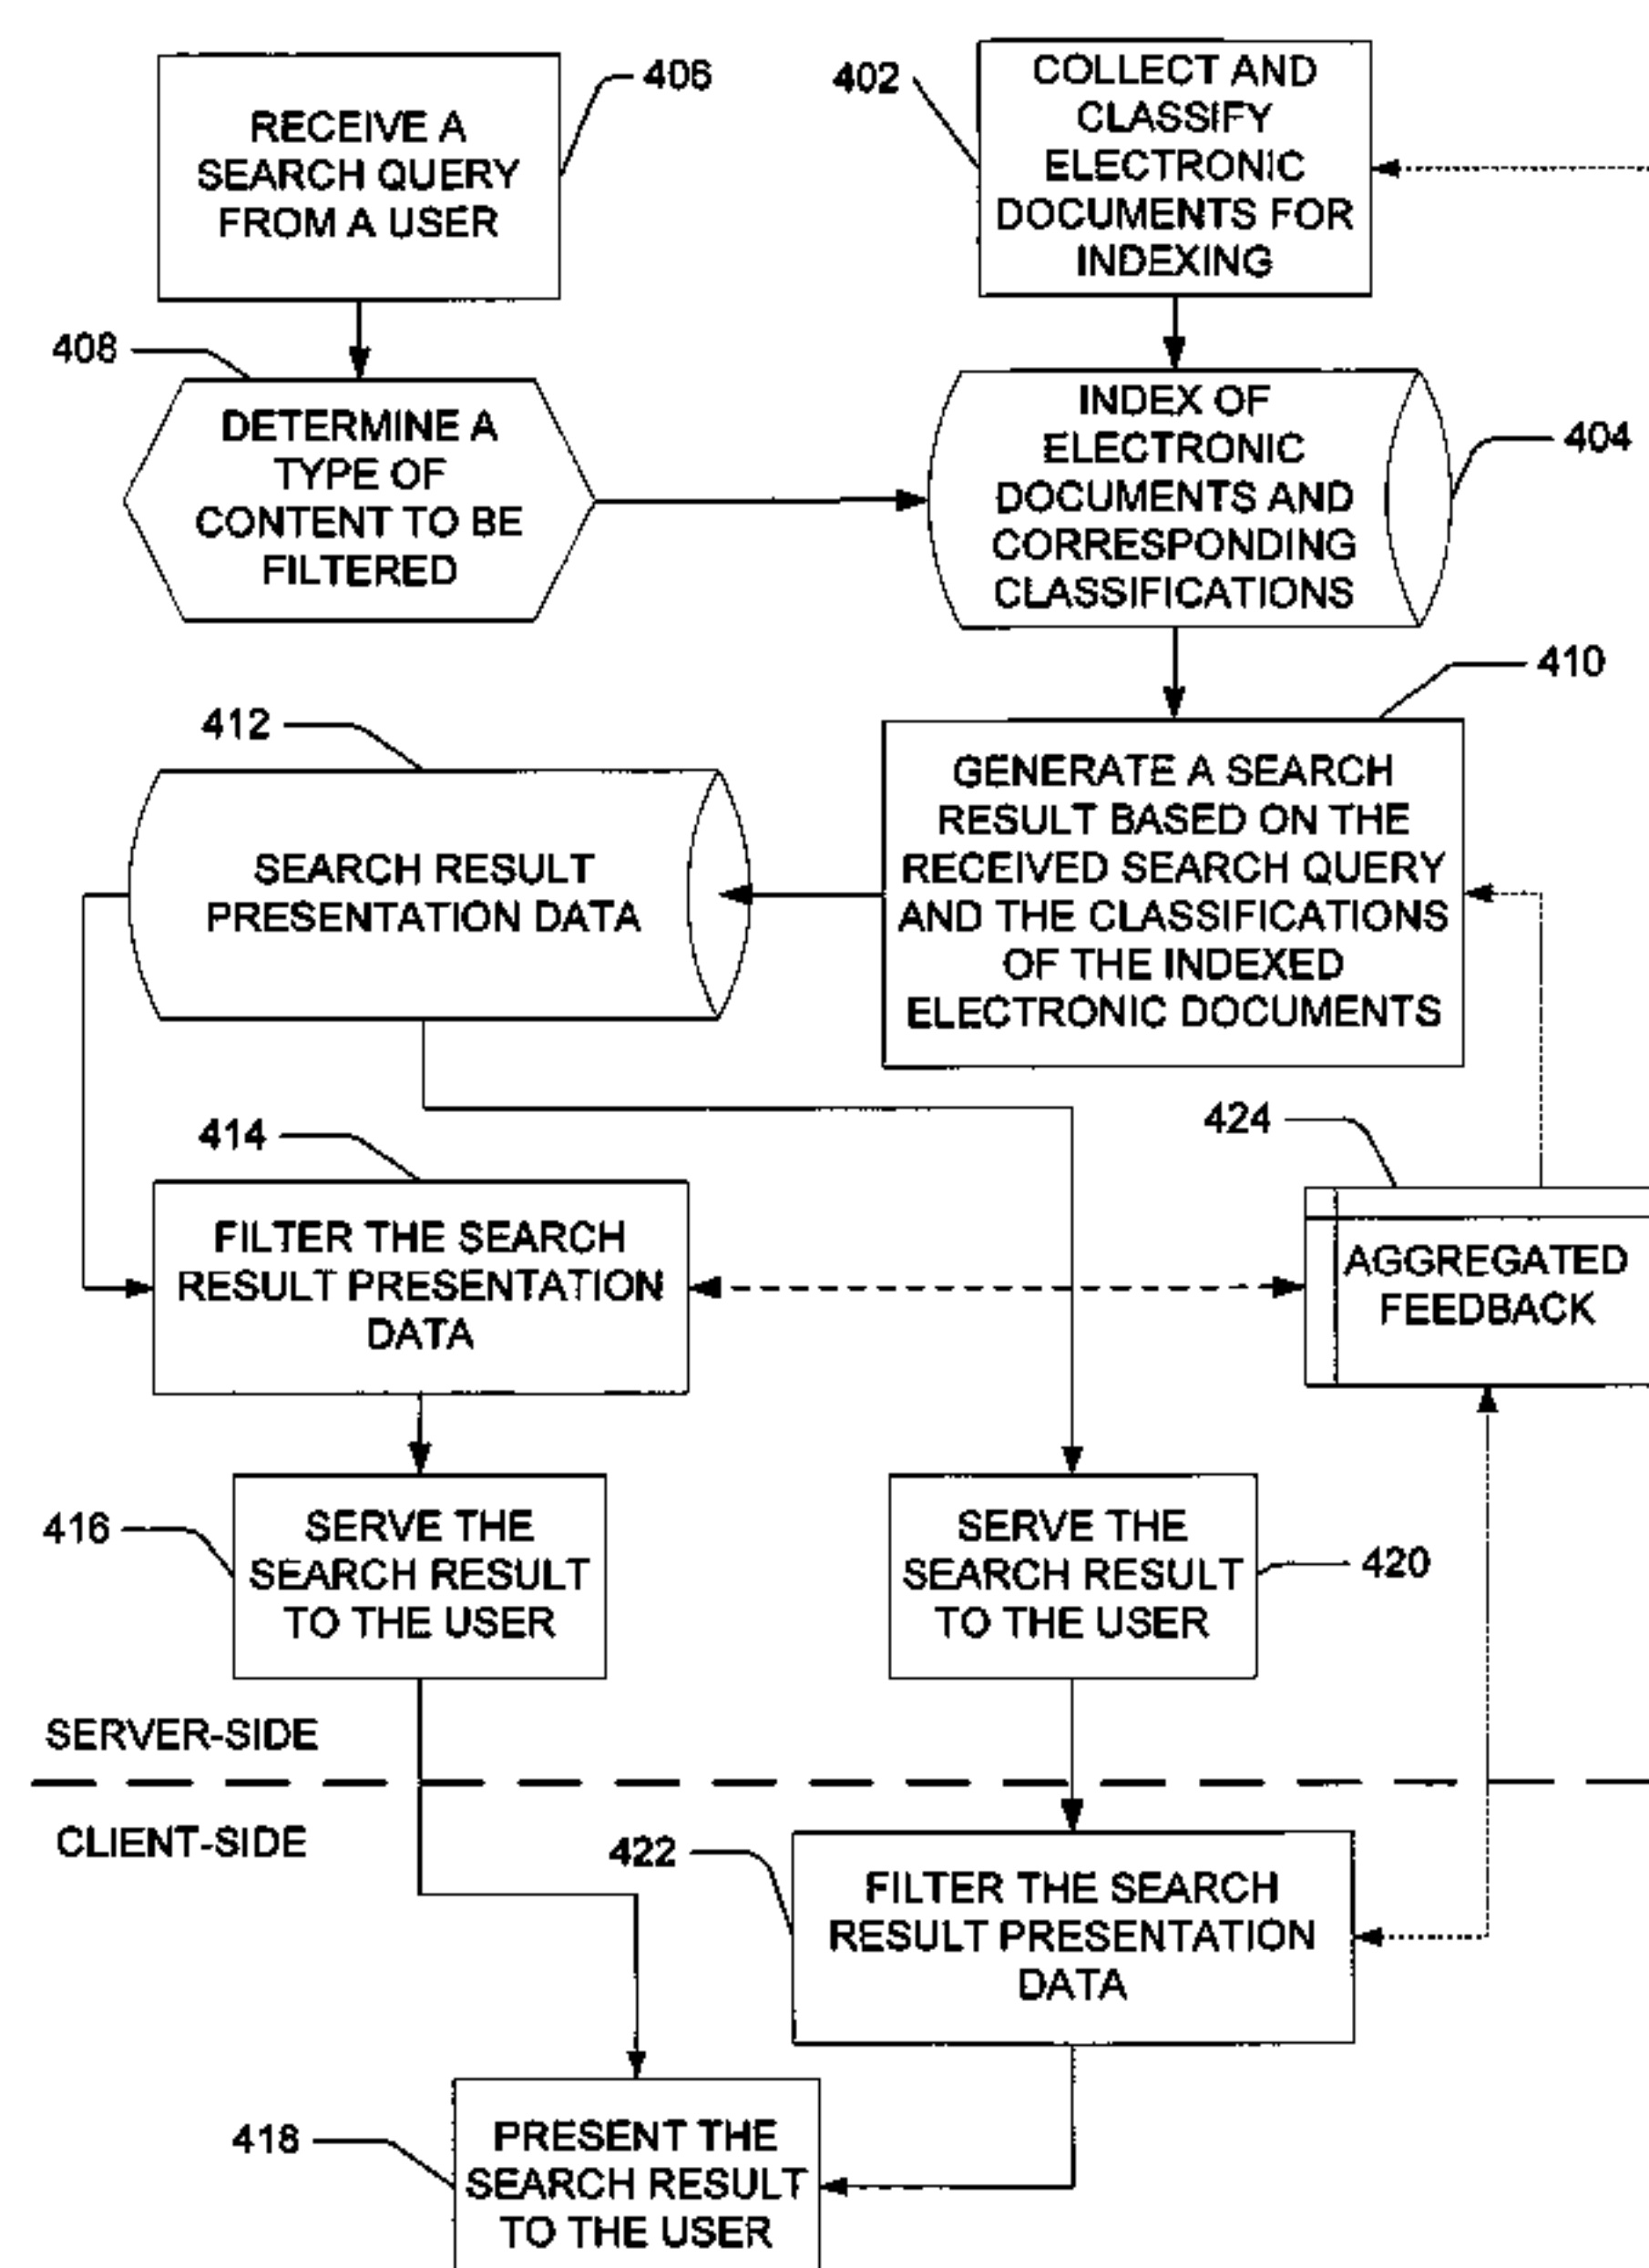 RECEIVE A
SEARCH QUERY
FROM A USER
406
402
COLLECT AND
CLASSIFY
ELECTRONIC
DOCUMENTS FOR
INDEXING
408
DETERMINE A
TYPE OF
CONTENT TO BE
FILTERED
INDEX OF
ELECTRONIC
DOCUMENTS AND
CORRESPONDING
CLASSIFICATIONS
404
410
412
SEARCH RESULT
PRESENTATION DATA
GENERATE A SEARCH
RESULT BASED ON THE
RECEIVED SEARCH QUERY
AND THE CLASSIFICATIONS
OF THE INDEXED
ELECTRONIC DOCUMENTS
414
FILTER THE SEARCH
RESULT PRESENTATION
DATA
424
AGGREGATED
FEEDBACK
416
SERVE THE
SEARCH RESULT
TO THE USER
SERVE THE
SEARCH RESULT
TO THE USER
420
SERVER-SIDE
CLIENT-SIDE
422
FILTER THE SEARCH
RESULT PRESENTATION
DATA
418
PRESENT THE
SEARCH RESULT
TO THE USER